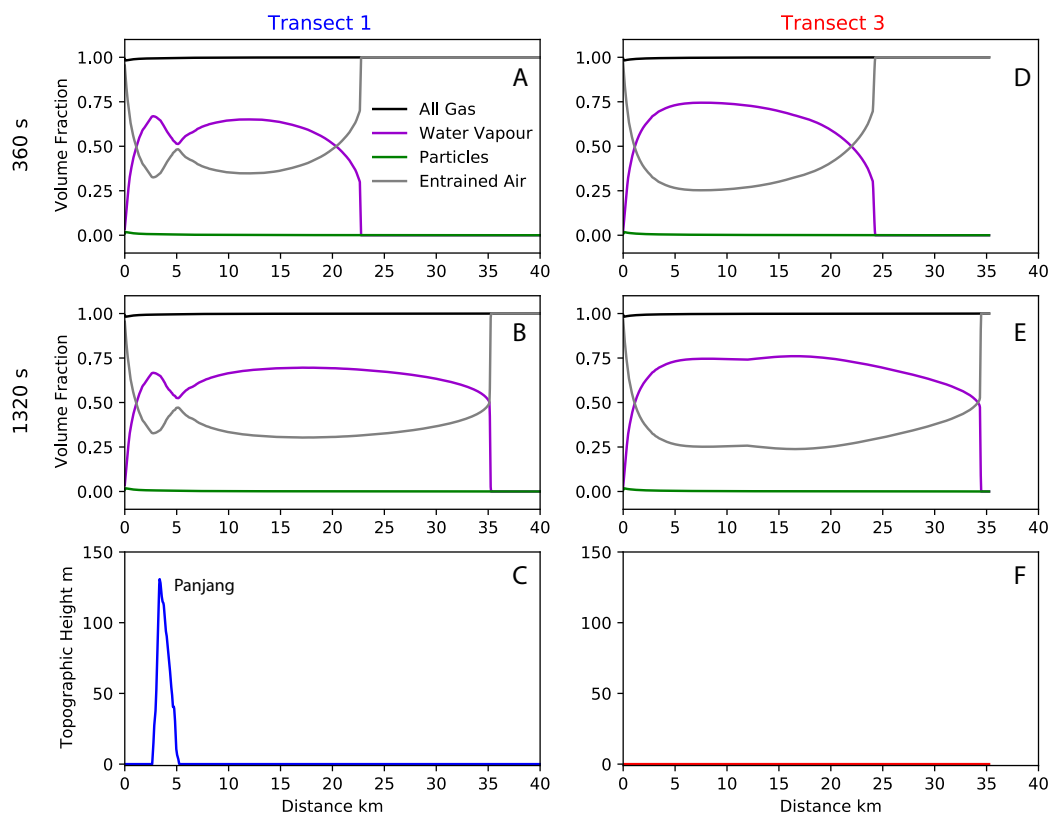 Transect 1
Transect 3
360 s
Volume Fraction
1.00
0.75
0.50
0.25
0.00
A
All Gas
Water Vapour
Particles
Entrained Air
0 5 10 15 20 25 30 35 40
Volume Fraction
1.00
0.75
0.50
0.25
0.00
D
0 5 10 15 20 25 30 35 40
1320 s
Volume Fraction
1.00
0.75
0.50
0.25
0.00
B
0 5 10 15 20 25 30 35 40
Volume Fraction
1.00
0.75
0.50
0.25
0.00
E
0 5 10 15 20 25 30 35 40
Topographic Height m
150
100
50
0
C
Panjang
0 5 10 15 20 25 30 35 40
Distance km
Topographic Height m
150
100
50
0
F
0 5 10 15 20 25 30 35 40
Distance km